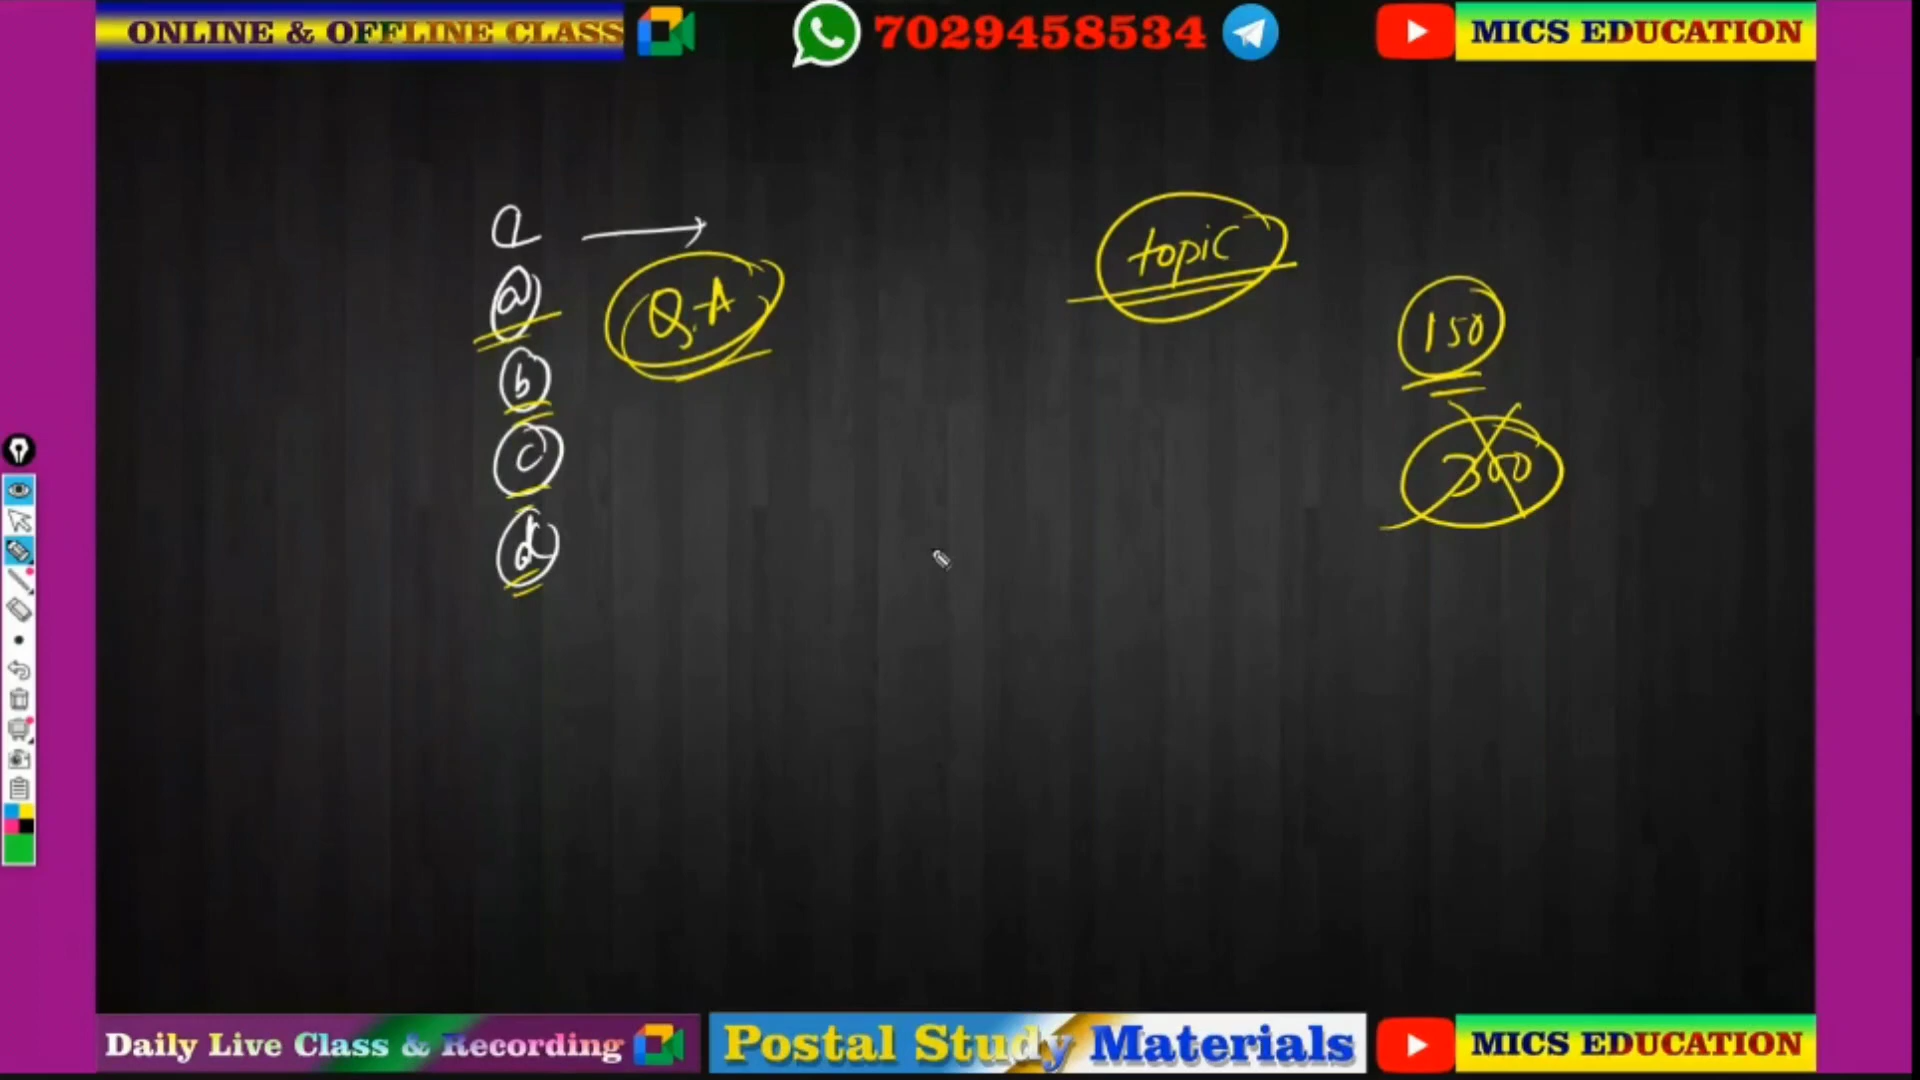 ONLINE & OFFLINE CLASS 7029458534 MICS EDUCATION
Q
a
Q.A
topic
b
150
c
300
d
Daily Live Class & Recording Postal Study Materials MICS EDUCATION